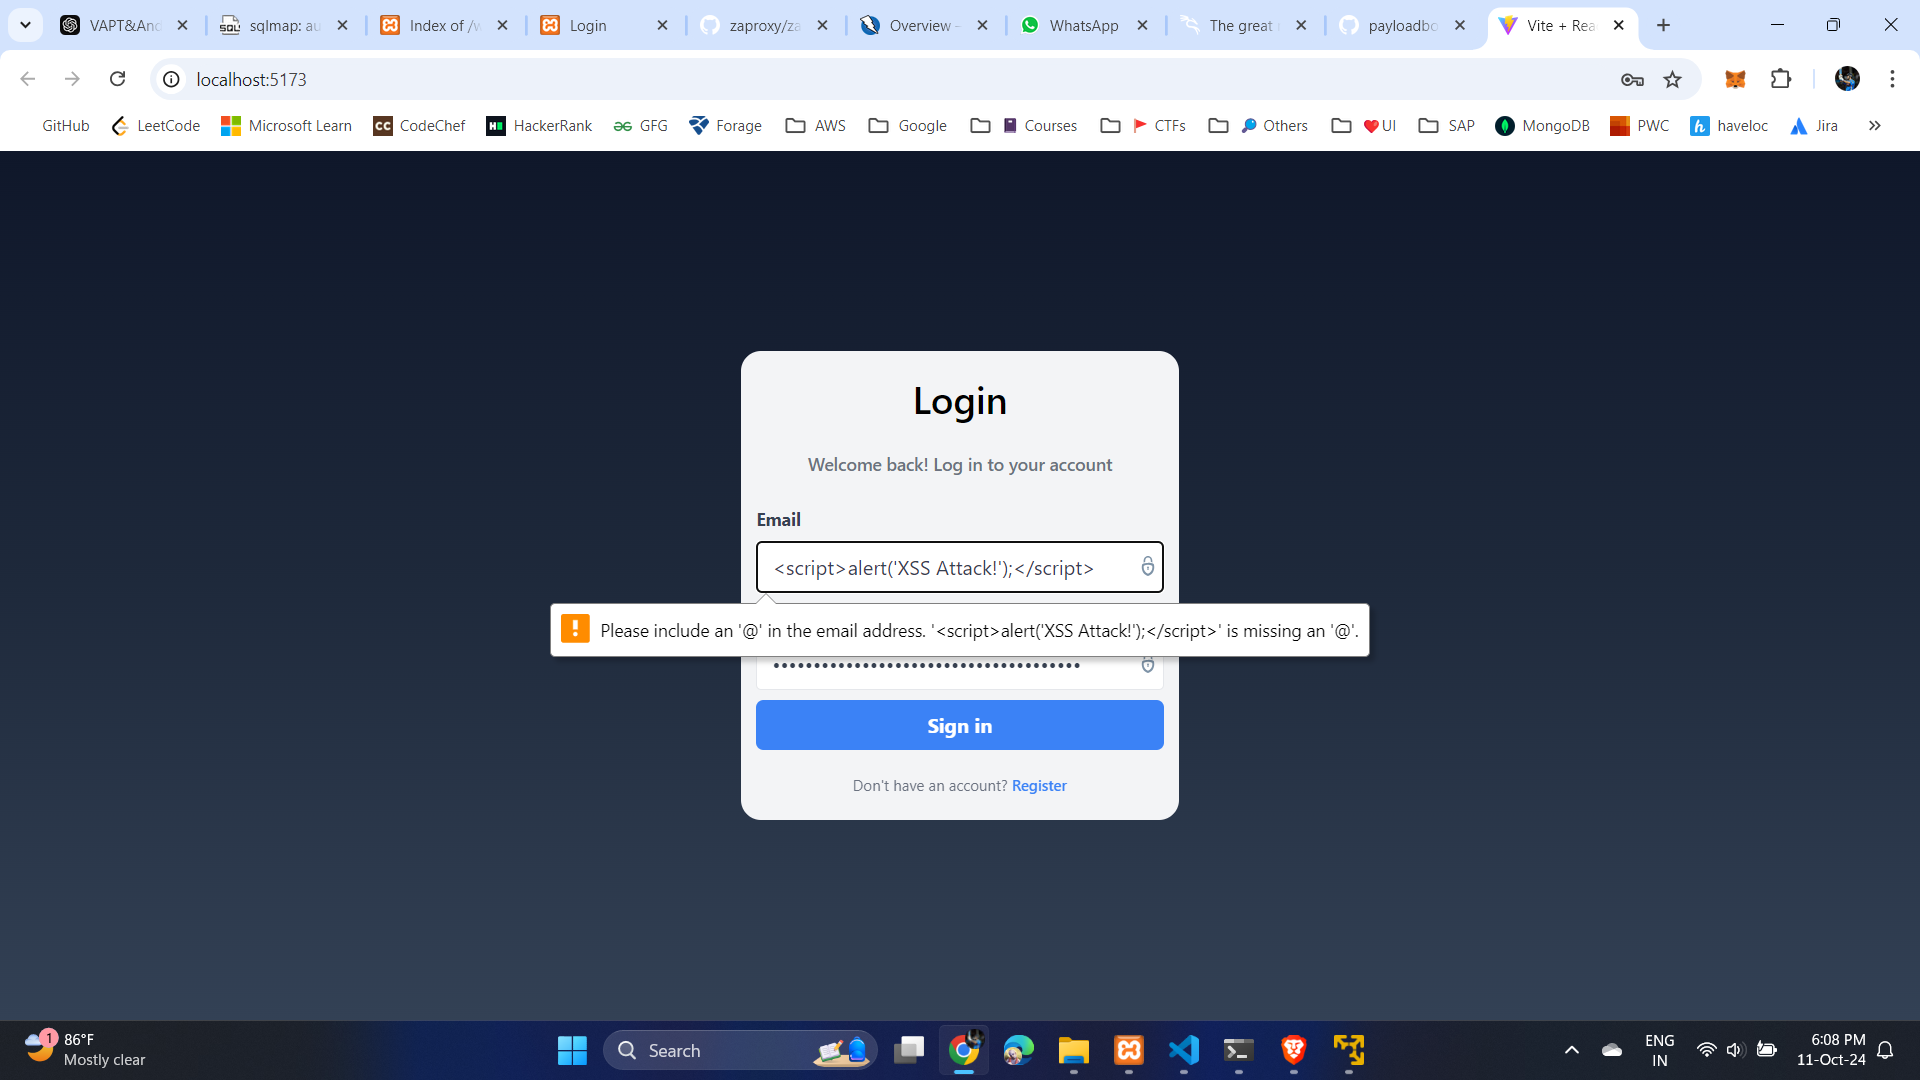 VAPT&And
sqlmap: au
Index of /w
Login
zaproxy/za
Overview –
WhatsApp
The great
payloadbo
Vite + Rea
localhost:5173
GitHub
LeetCode
Microsoft Learn
CodeChef
HackerRank
GFG
Forage
AWS
Google
Courses
CTFs
Others
UI
SAP
MongoDB
PWC
haveloc
Jira
Login
Welcome back! Log in to your account
Email
<script>alert('XSS Attack!');</script>
Please include an '@' in the email address. '<script>alert('XSS Attack!');</script>' is missing an '@'.
•••••••••••••••••••••••••••••••••••••
Sign in
Don't have an account? Register
1
86°F
Mostly clear
Search
ENG
IN
6:08 PM
11-Oct-24